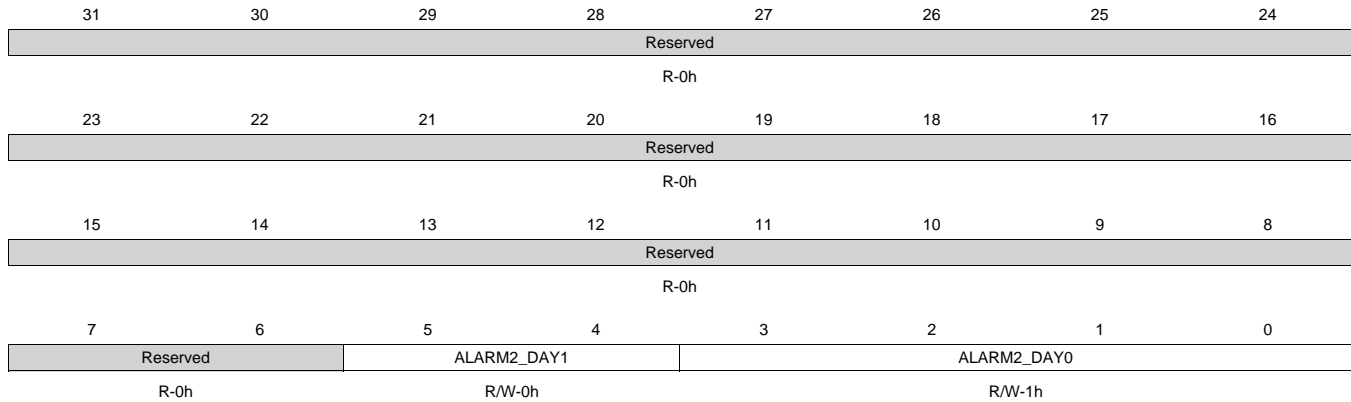 31 30 29 28 27 26 25 24
Reserved
R-0h
23 22 21 20 19 18 17 16
Reserved
R-0h
15 14 13 12 11 10 9 8
Reserved
R-0h
7 6 5 4 3 2 1 0
Reserved ALARM2_DAY1 ALARM2_DAY0
R-0h R/W-0h R/W-1h